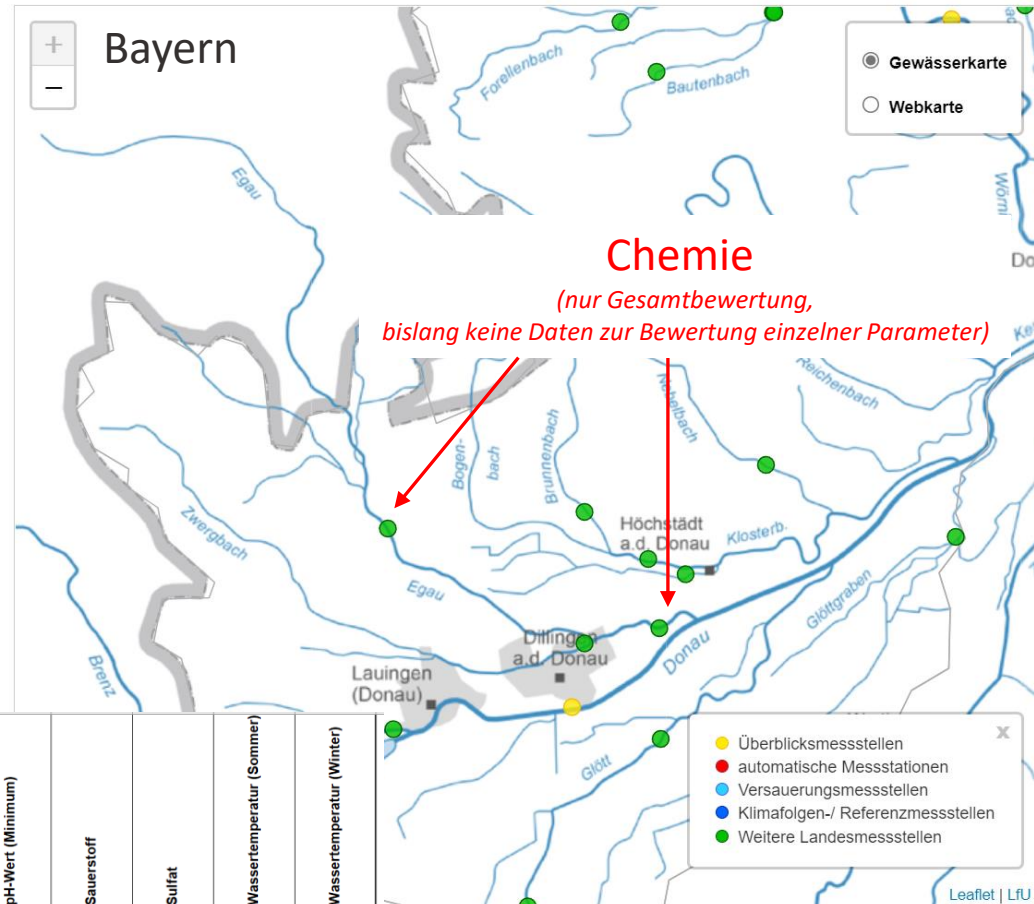 +
Bayern
−
Gewässerkarte
Webkarte
Forellenbach
Bautenbach
Egau
Chemie
(nur Gesamtbewertung,
bislang keine Daten zur Bewertung einzelner Parameter)
Reichenbach
Nebelbach
Bogen-
bach
Brunnenbach
Zwergbach
Höchstädt
a.d. Donau
Klosterb.
Egau
Glöttgraben
Dillingen
a.d. Donau
Donau
Lauingen
(Donau)
Brenz
Glött
x
Überblicksmessstellen
automatische Messstationen
Versauerungsmessstellen
Klimafolgen-/ Referenzmessstellen
Weitere Landesmessstellen
pH-Wert (Minimum)
Sauerstoff
Sulfat
Wassertemperatur (Sommer)
Wassertemperatur (Winter)
Leaflet | LfU